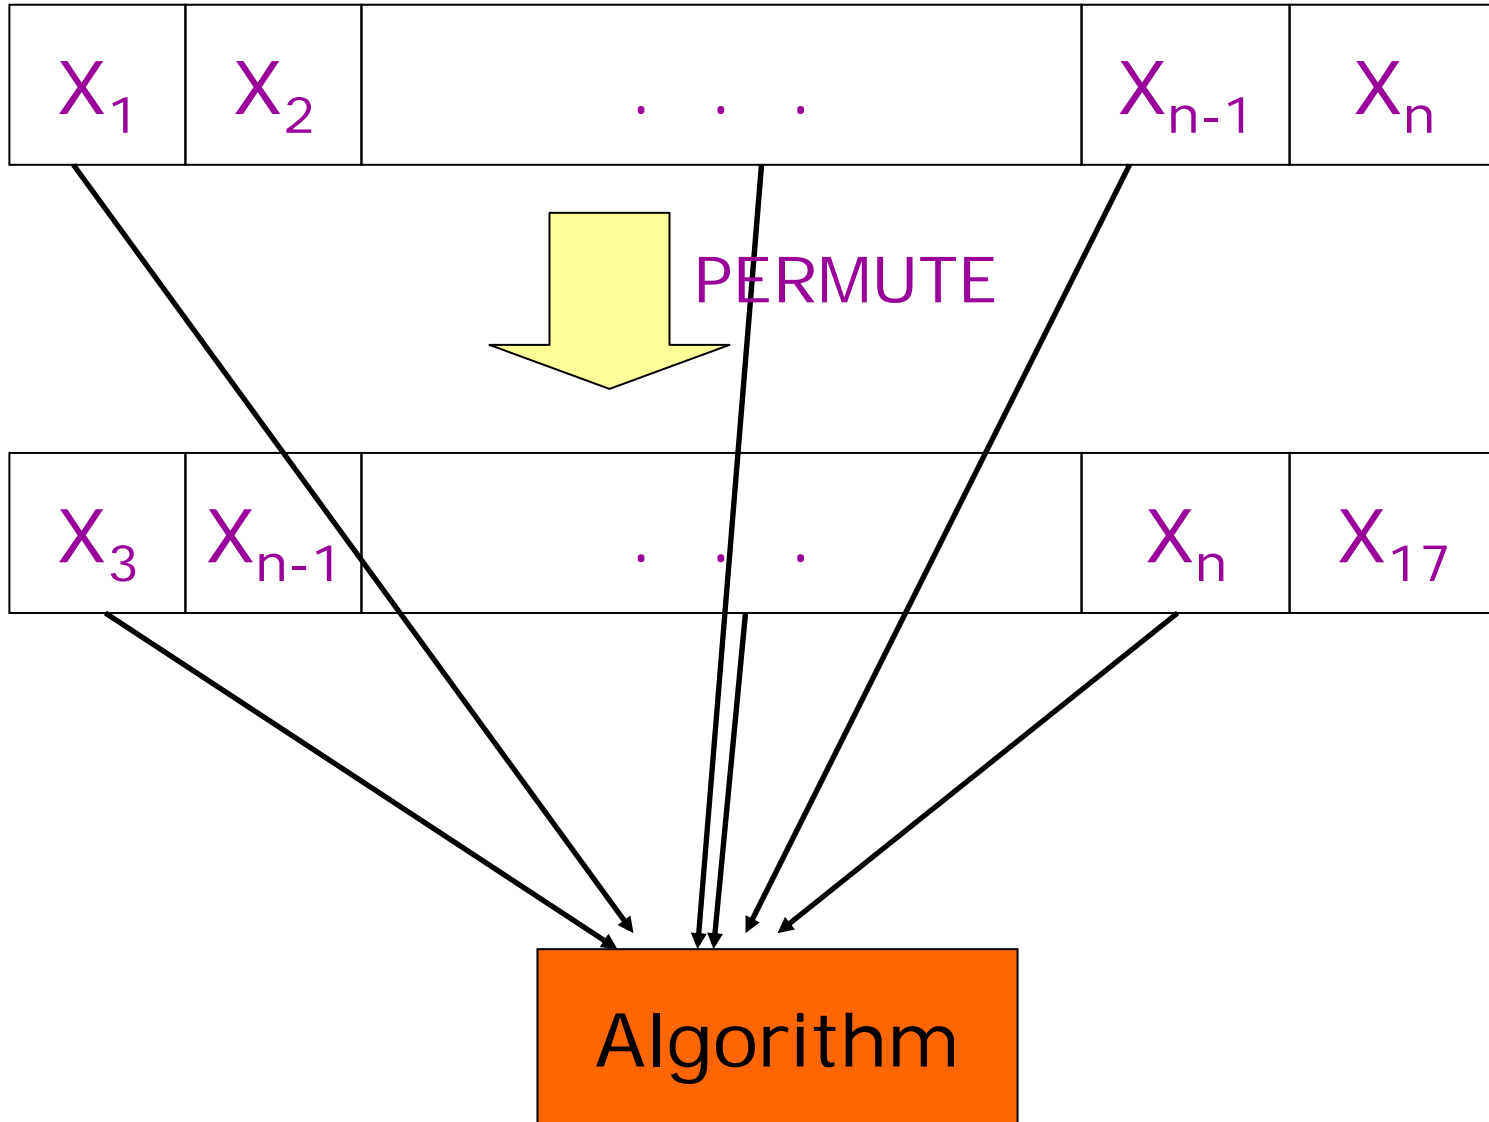 X₁ X₂ . . . Xₙ₋₁ Xₙ
PERMUTE
X₃ Xₙ₋₁ . . . Xₙ X₁₇
Algorithm